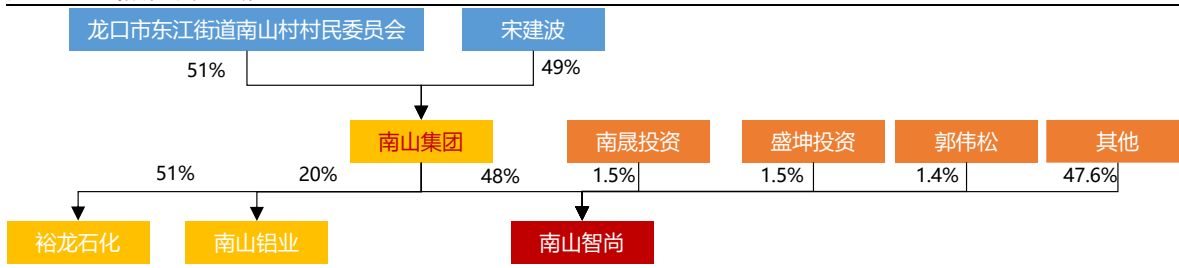 龙口市东江街道南山村村民委员会
宋建波
51%
49%
南山集团
南晟投资
盛坤投资
郭伟松
其他
51%
20%
48%
1.5%
1.5%
1.4%
47.6%
裕龙石化
南山铝业
南山智尚